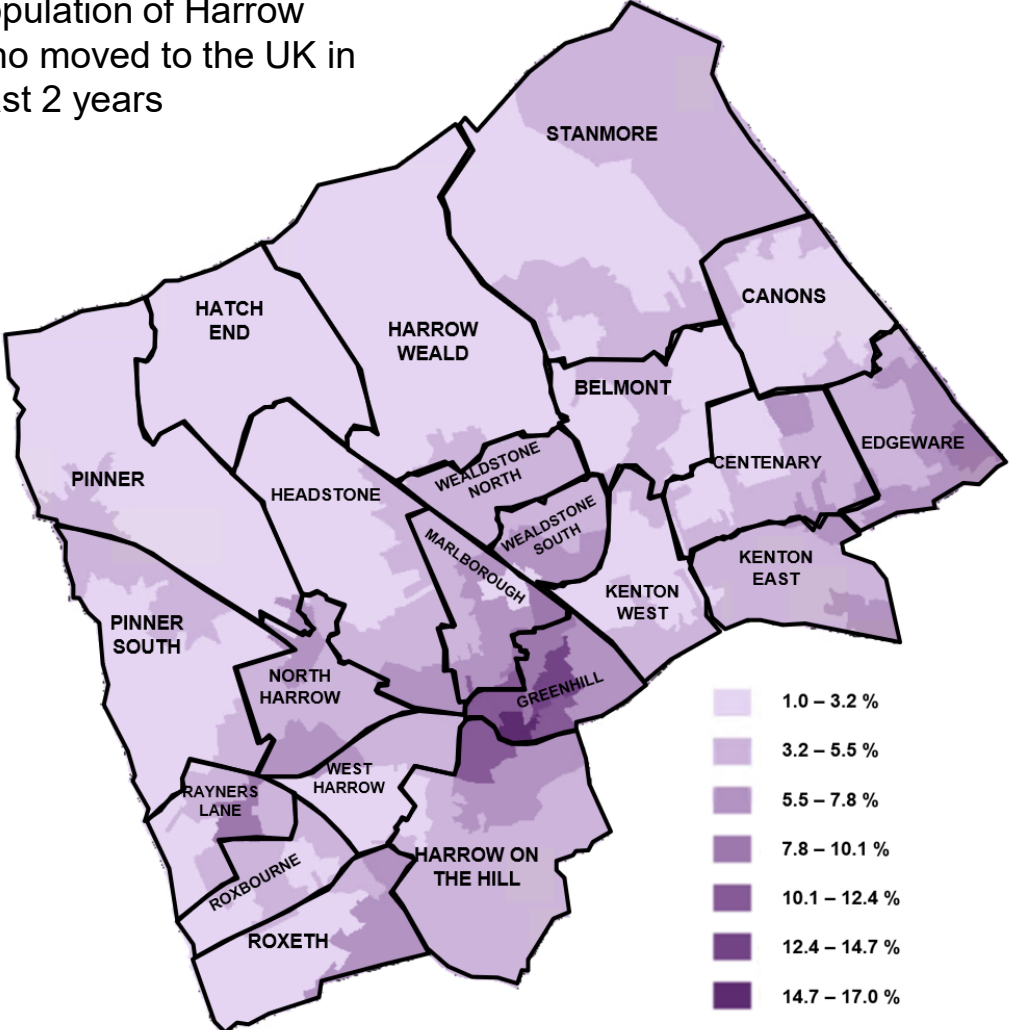 opulation of Harrow
no moved to the UK in
ast 2 years
STANMORE
CANONS
HATCH
END
HARROW
WEALD
BELMONT
EDGEWARE
CENTENARY
PINNER
WEALDSTONE
NORTH
HEADSTONE
WEALDSTONE
SOUTH
MARLBOROUGH
KENTON
EAST
KENTON
WEST
PINNER
SOUTH
NORTH
HARROW
GREENHILL
WEST
HARROW
RAYNERS
LANE
HARROW ON
THE HILL
ROXBOURNE
ROXETH
1.0 – 3.2 %
3.2 – 5.5 %
5.5 – 7.8 %
7.8 – 10.1 %
10.1 – 12.4 %
12.4 – 14.7 %
14.7 – 17.0 %